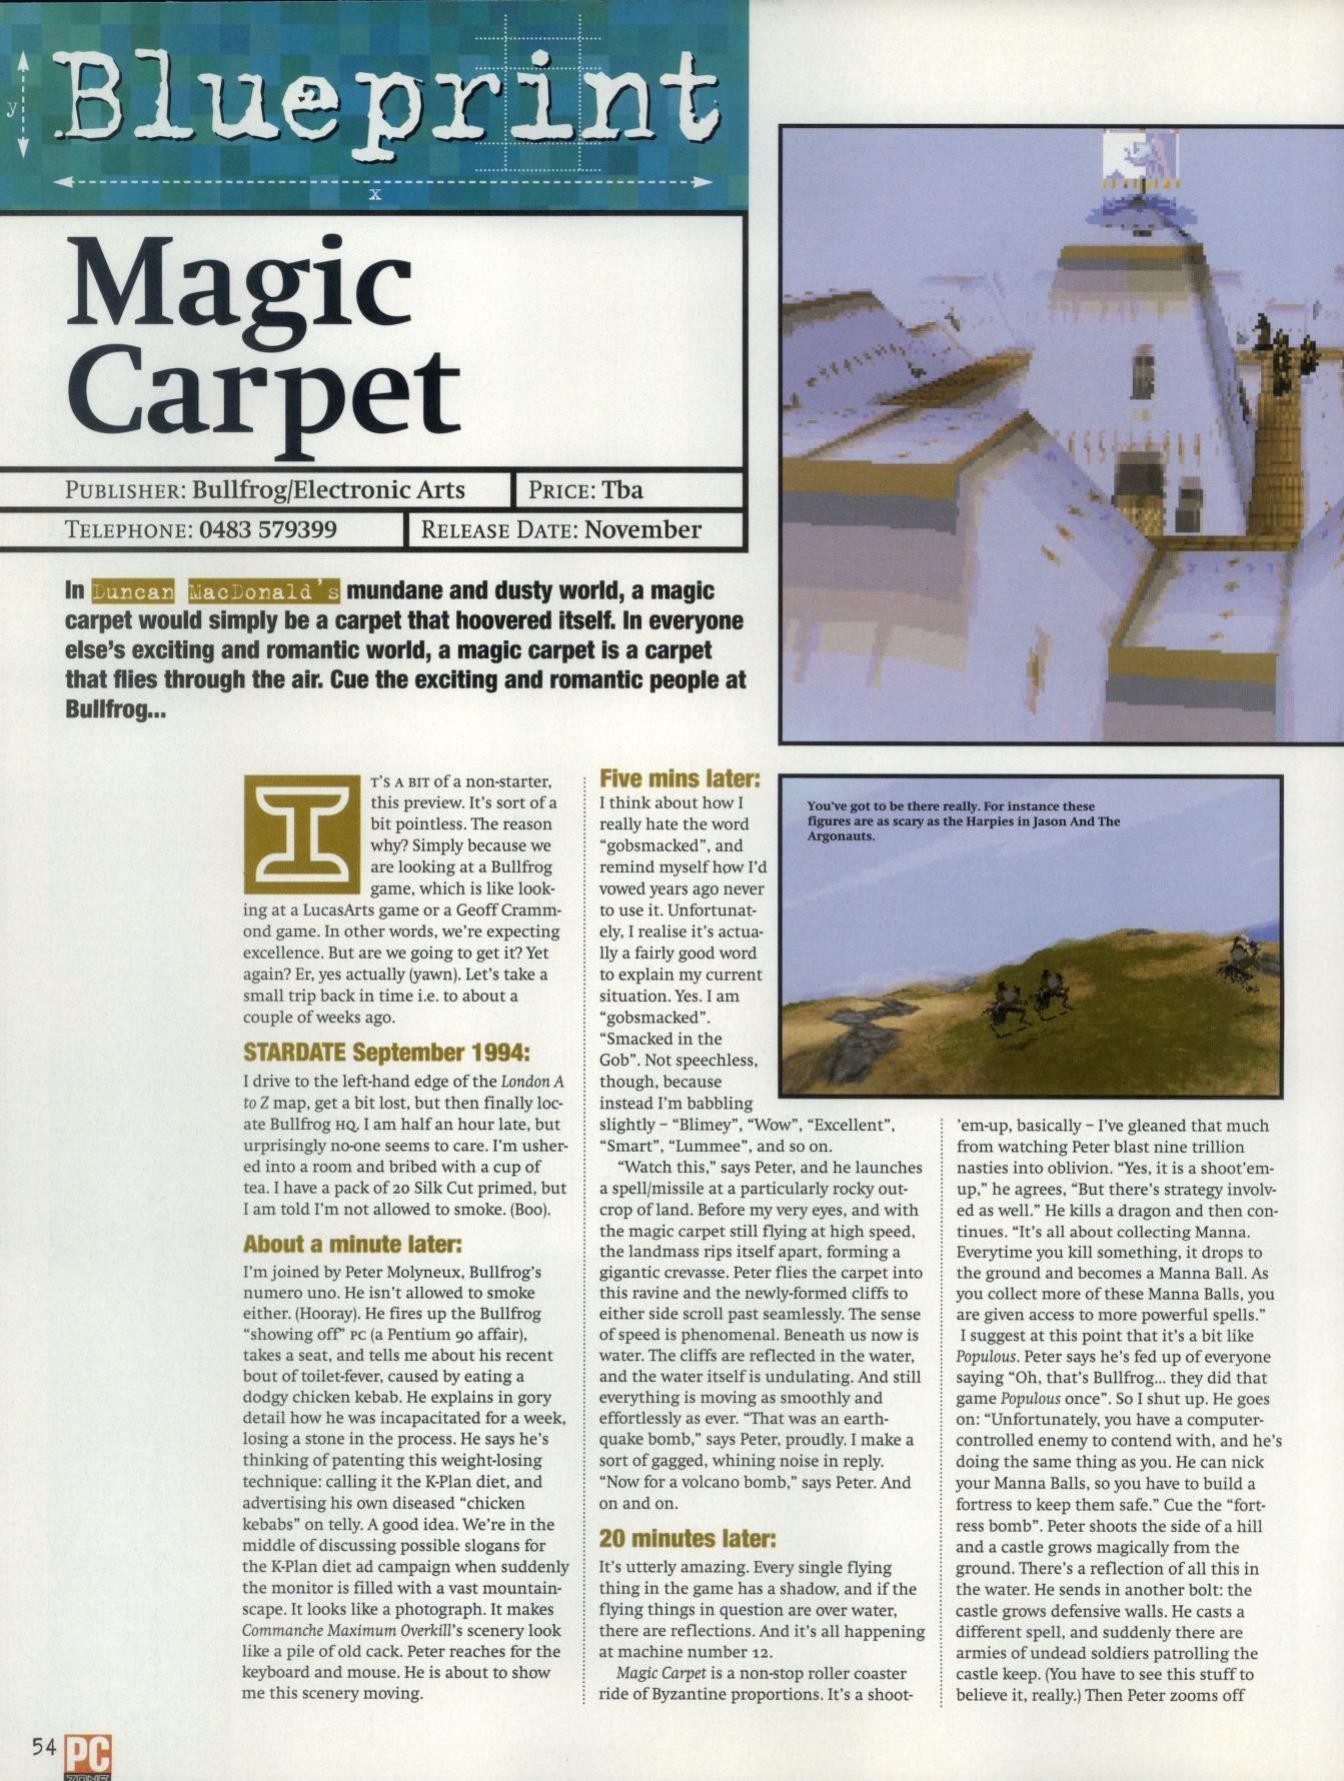 y
Blueprint
x
Magic
Carpet
PUBLISHER: Bullfrog/Electronic Arts
PRICE: Tba
TELEPHONE: 0483 579399
RELEASE DATE: November
In Duncan MacDonald's mundane and dusty world, a magic
carpet would simply be a carpet that hoovered itself. In everyone
else's exciting and romantic world, a magic carpet is a carpet
that flies through the air. Cue the exciting and romantic people at
Bullfrog...
IT'S A BIT of a non-starter,
this preview. It's sort of a
bit pointless. The reason
why? Simply because we
are looking at a Bullfrog
game, which is like look-
ing at a LucasArts game or a Geoff Cramm-
ond game. In other words, we're expecting
excellence. But are we going to get it? Yet
again? Er, yes actually (yawn). Let's take a
small trip back in time i.e. to about a
couple of weeks ago.
STARDATE September 1994:
I drive to the left-hand edge of the London A
to Z map, get a bit lost, but then finally loc-
ate Bullfrog HQ. I am half an hour late, but
surprisingly no-one seems to care. I'm usher-
ed into a room and bribed with a cup of
tea. I have a pack of 20 Silk Cut primed, but
I am told I'm not allowed to smoke. (Boo).
About a minute later:
I'm joined by Peter Molyneux, Bullfrog's
numero uno. He isn't allowed to smoke
either. (Hooray). He fires up the Bullfrog
"showing off" PC (a Pentium 90 affair),
takes a seat, and tells me about his recent
bout of toilet-fever, caused by eating a
dodgy chicken kebab. He explains in gory
detail how he was incapacitated for a week,
losing a stone in the process. He says he's
thinking of patenting this weight-losing
technique: calling it the K-Plan diet, and
advertising his own diseased "chicken
kebabs" on telly. A good idea. We're in the
middle of discussing possible slogans for
the K-Plan diet ad campaign when suddenly
the monitor is filled with a vast mountain-
scape. It looks like a photograph. It makes
Commanche Maximum Overkill's scenery look
like a pile of old cack. Peter reaches for the
keyboard and mouse. He is about to show
me this scenery moving.
Five mins later:
I think about how I
really hate the word
"gobsmacked", and
remind myself how I'd
vowed years ago never
to use it. Unfortunat-
ely, I realise it's actua-
lly a fairly good word
to explain my current
situation. Yes. I am
"gobsmacked".
"Smacked in the
Gob". Not speechless,
though, because
instead I'm babbling
slightly – "Blimey", "Wow", "Excellent",
"Smart", "Lummee", and so on.
"Watch this," says Peter, and he launches
a spell/missile at a particularly rocky out-
crop of land. Before my very eyes, and with
the magic carpet still flying at high speed,
the landmass rips itself apart, forming a
gigantic crevasse. Peter flies the carpet into
this ravine and the newly-formed cliffs to
either side scroll past seamlessly. The sense
of speed is phenomenal. Beneath us now is
water. The cliffs are reflected in the water,
and the water itself is undulating. And still
everything is moving as smoothly and
effortlessly as ever. "That was an earth-
quake bomb," says Peter, proudly. I make a
sort of gagged, whining noise in reply.
"Now for a volcano bomb," says Peter. And
on and on.
20 minutes later:
It's utterly amazing. Every single flying
thing in the game has a shadow, and if the
flying things in question are over water,
there are reflections. And it's all happening
at machine number 12.
Magic Carpet is a non-stop roller coaster
ride of Byzantine proportions. It's a shoot-
You've got to be there really. For instance these
figures are as scary as the Harpies in Jason And The
Argonauts.
'em-up, basically – I've gleaned that much
from watching Peter blast nine trillion
nasties into oblivion. "Yes, it is a shoot'em-
up," he agrees, "But there's strategy involv-
ed as well." He kills a dragon and then con-
tinues. "It's all about collecting Manna.
Everytime you kill something, it drops to
the ground and becomes a Manna Ball. As
you collect more of these Manna Balls, you
are given access to more powerful spells."
I suggest at this point that it's a bit like
Populous. Peter says he's fed up of everyone
saying "Oh, that's Bullfrog... they did that
game Populous once". So I shut up. He goes
on: "Unfortunately, you have a computer-
controlled enemy to contend with, and he's
doing the same thing as you. He can nick
your Manna Balls, so you have to build a
fortress to keep them safe." Cue the "fort-
ress bomb". Peter shoots the side of a hill
and a castle grows magically from the
ground. There's a reflection of all this in
the water. He sends in another bolt: the
castle grows defensive walls. He casts a
different spell, and suddenly there are
armies of undead soldiers patrolling the
castle keep. (You have to see this stuff to
believe it, really.) Then Peter zooms off
54
PC
ZONE